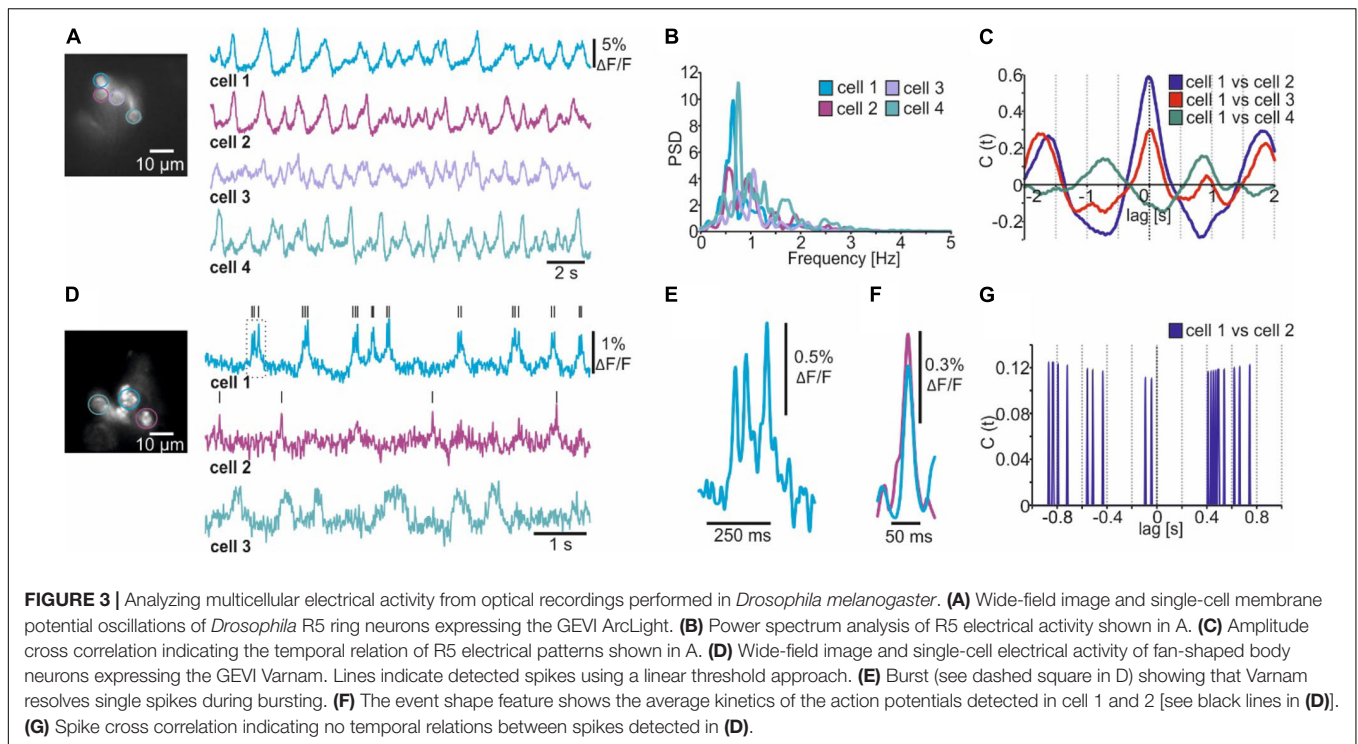 A
10 µm
cell 1
cell 2
cell 3
cell 4
5%
ΔF/F
2 s
B
PSD
12
10
8
6
4
2
0
0 1 2 3 4 5
Frequency [Hz]
cell 1 cell 3
cell 2 cell 4
C
C (t)
0.6
0.4
0.2
0
-0.2
-2 -1 0 1 2
lag [s]
cell 1 vs cell 2
cell 1 vs cell 3
cell 1 vs cell 4
D
10 µm
cell 1
cell 2
cell 3
1%
ΔF/F
1 s
E
0.5%
ΔF/F
250 ms
F
0.3%
ΔF/F
50 ms
G
cell 1 vs cell 2
C (t)
0.12
0.08
0.04
0
-0.8 -0.4 0 0.4 0.8
lag [s]
FIGURE 3 | Analyzing multicellular electrical activity from optical recordings performed in Drosophila melanogaster. (A) Wide-field image and single-cell membrane
potential oscillations of Drosophila R5 ring neurons expressing the GEVI ArcLight. (B) Power spectrum analysis of R5 electrical activity shown in A. (C) Amplitude
cross correlation indicating the temporal relation of R5 electrical patterns shown in A. (D) Wide-field image and single-cell electrical activity of fan-shaped body
neurons expressing the GEVI Varnam. Lines indicate detected spikes using a linear threshold approach. (E) Burst (see dashed square in D) showing that Varnam
resolves single spikes during bursting. (F) The event shape feature shows the average kinetics of the action potentials detected in cell 1 and 2 [see black lines in (D)].
(G) Spike cross correlation indicating no temporal relations between spikes detected in (D).